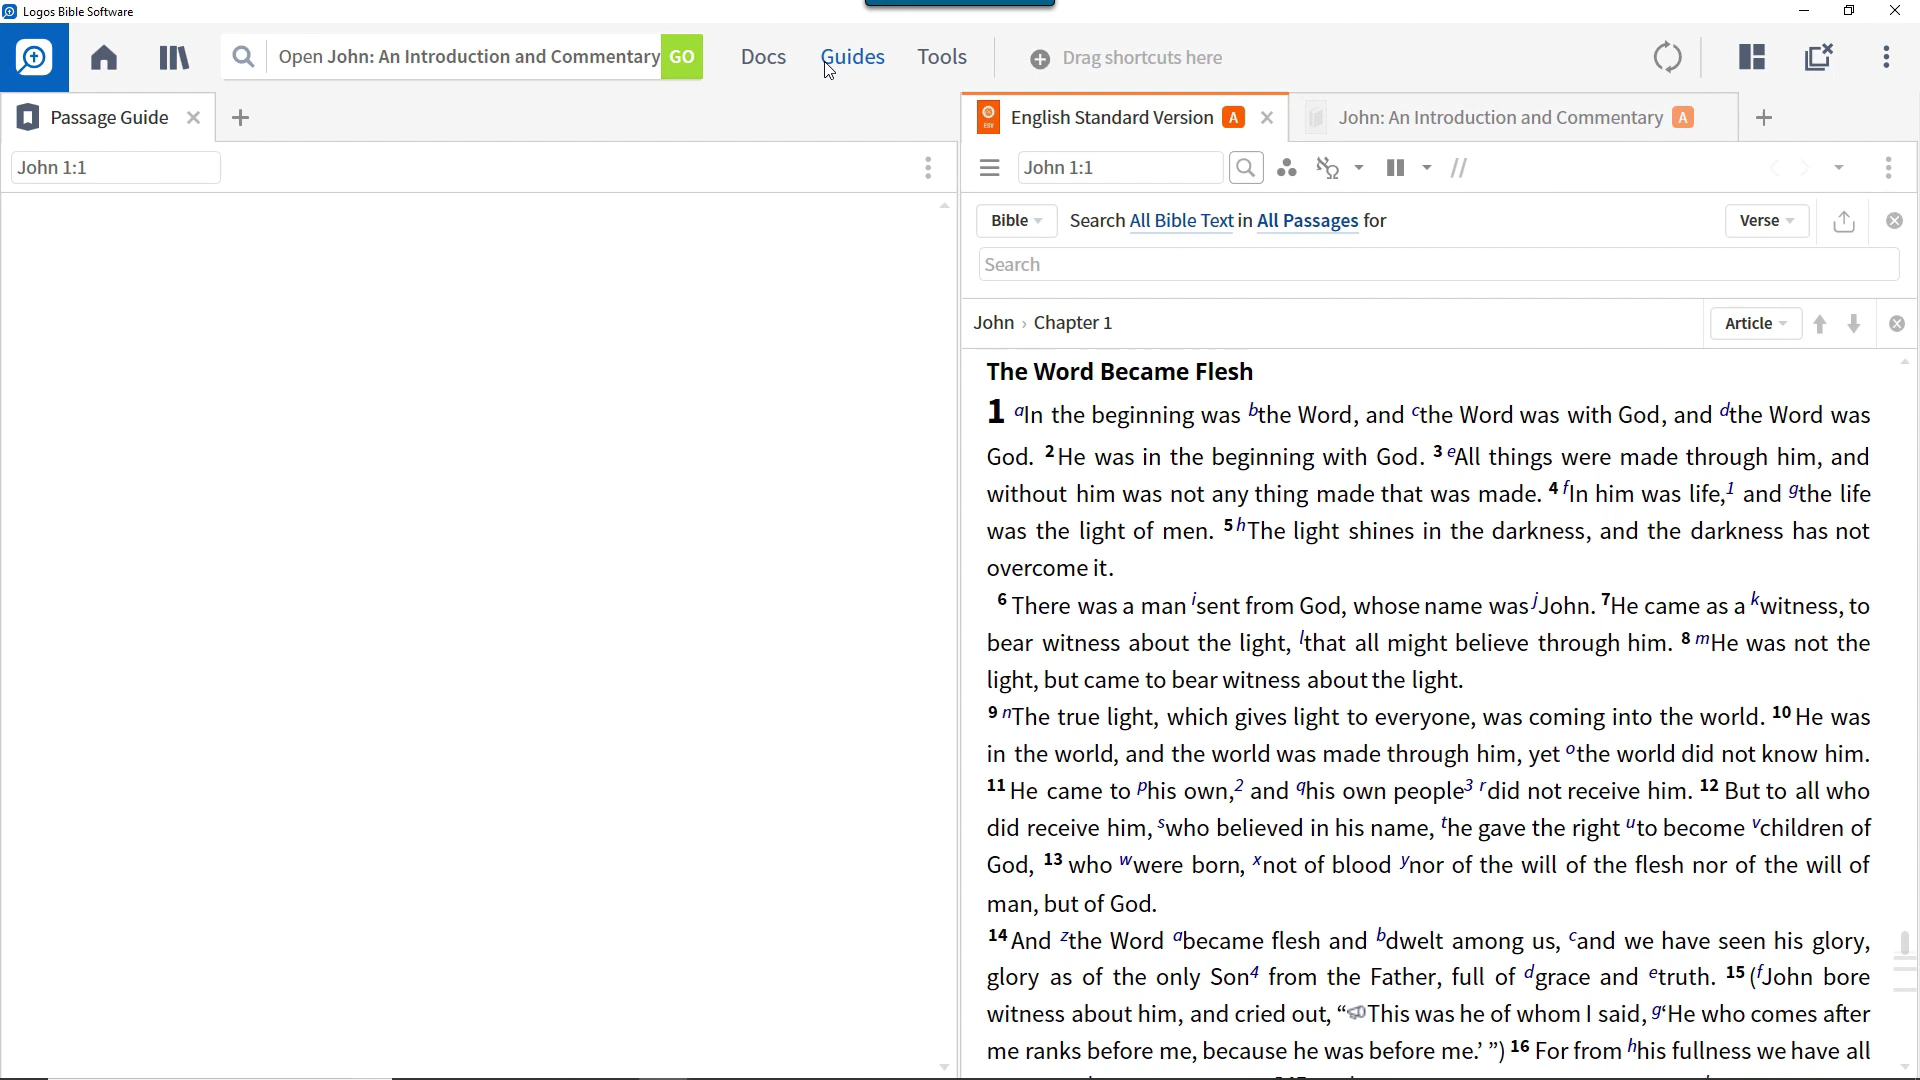 Logos Bible Software
Open John: An Introduction and Commentary GO Docs Guides Tools Drag shortcuts here
Passage Guide
John 1:1
English Standard Version A John: An Introduction and Commentary A
John 1:1
Bible Search All Bible Text in All Passages for Verse
Search
John › Chapter 1 Article
The Word Became Flesh
1 aIn the beginning was bthe Word, and cthe Word was with God, and dthe Word was
God. 2 He was in the beginning with God. 3 eAll things were made through him, and
without him was not any thing made that was made. 4 fIn him was life,1 and gthe life
was the light of men. 5 hThe light shines in the darkness, and the darkness has not
overcome it.
6 There was a man isent from God, whose name was jJohn. 7 He came as a kwitness, to
bear witness about the light, lthat all might believe through him. 8 mHe was not the
light, but came to bear witness about the light.
9 nThe true light, which gives light to everyone, was coming into the world. 10 He was
in the world, and the world was made through him, yet othe world did not know him.
11 He came to phis own,2 and qhis own people3 rdid not receive him. 12 But to all who
did receive him, swho believed in his name, the gave the right uto become vchildren of
God, 13 who wwere born, xnot of blood ynor of the will of the flesh nor of the will of
man, but of God.
14 And zthe Word abecame flesh and bdwelt among us, cand we have seen his glory,
glory as of the only Son4 from the Father, full of dgrace and etruth. 15 (fJohn bore
witness about him, and cried out, “This was he of whom I said, g‘He who comes after
me ranks before me, because he was before me.’ ”) 16 For from hhis fullness we have all